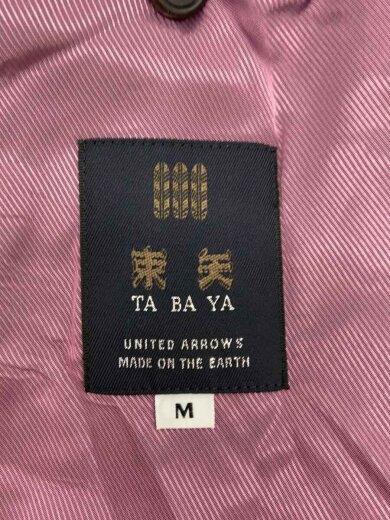 束矢
TA BA YA
UNITED ARROWS
MADE ON THE EARTH
M